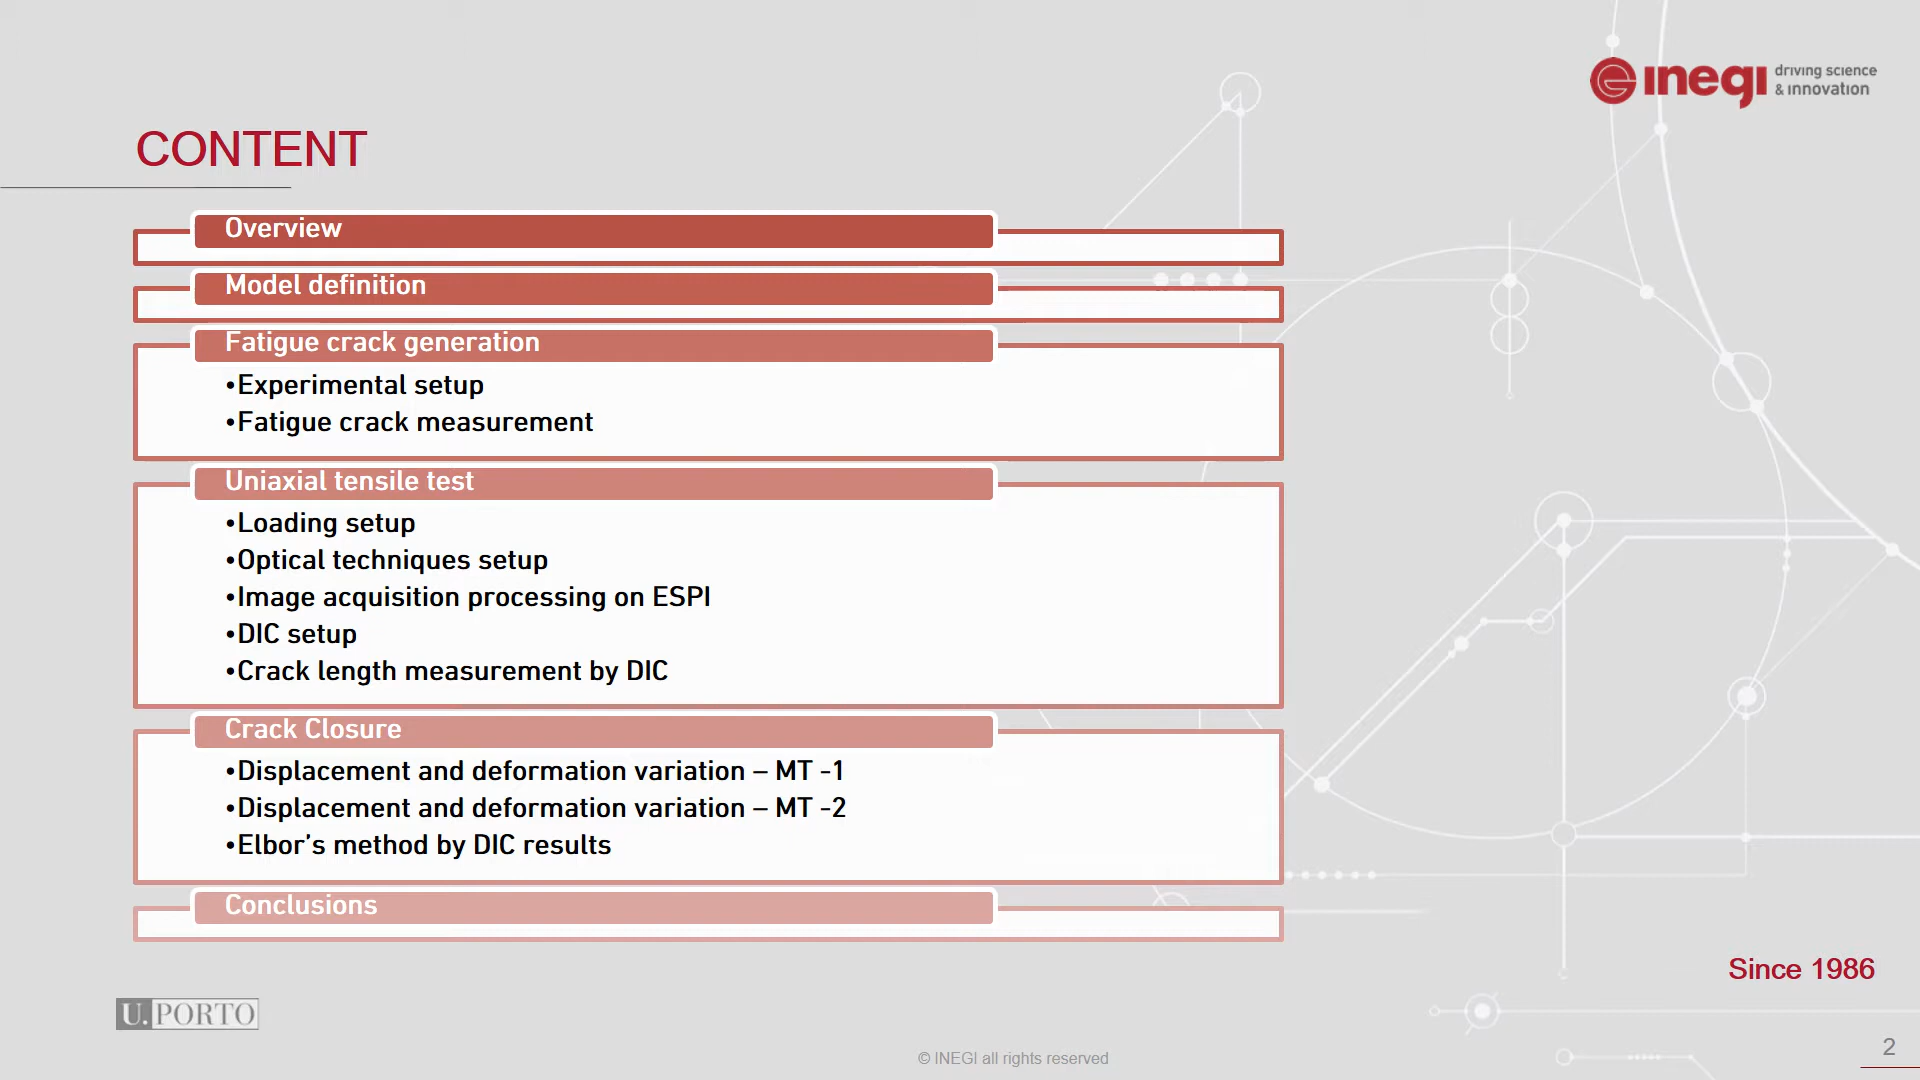 inegi driving science
& innovation
CONTENT
Overview
Model definition
Fatigue crack generation
•Experimental setup
•Fatigue crack measurement
Uniaxial tensile test
•Loading setup
•Optical techniques setup
•Image acquisition processing on ESPI
•DIC setup
•Crack length measurement by DIC
Crack Closure
•Displacement and deformation variation – MT -1
•Displacement and deformation variation – MT -2
•Elbor’s method by DIC results
Conclusions
Since 1986
U.PORTO
© INEGI all rights reserved
2